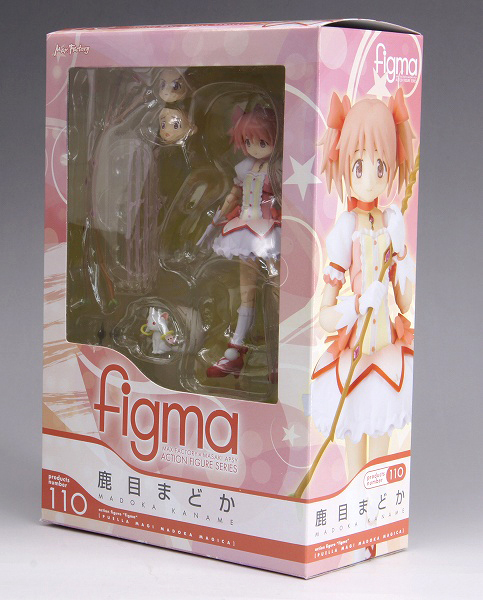 Max Factory
figma
MAX FACTORY & MASAKI APSY
ACTION FIGURE SERIES
products
number
110
鹿目まどか
MADOKA KANAME
action figure "figma"
[PUELLA MAGI MADOKA MAGICA]
figma
products
number
110
鹿目まどか
MADOKA KANAME
action figure "figma"
[PUELLA MAGI MADOKA MAGICA]